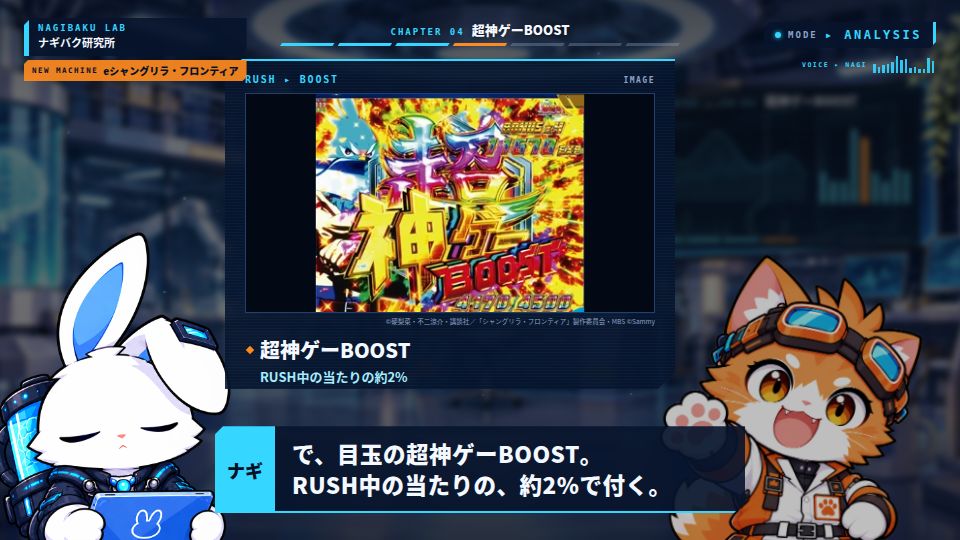 NAGIBAKU LAB
ナギバク研究所
NEW MACHINE eシャングリラ・フロンティア
CHAPTER 04 超神ゲーBOOST
MODE ▸ ANALYSIS
VOICE ▸ NAGI
RUSH ▸ BOOST
IMAGE
超神ゲー
BOOST
©硬梨菜・不二涼介・講談社／「シャングリラ・フロンティア」製作委員会・MBS ©Sammy
◆ 超神ゲーBOOST
RUSH中の当たりの約2%
ナギ
で、目玉の超神ゲーBOOST。
RUSH中の当たりの、約2%で付く。